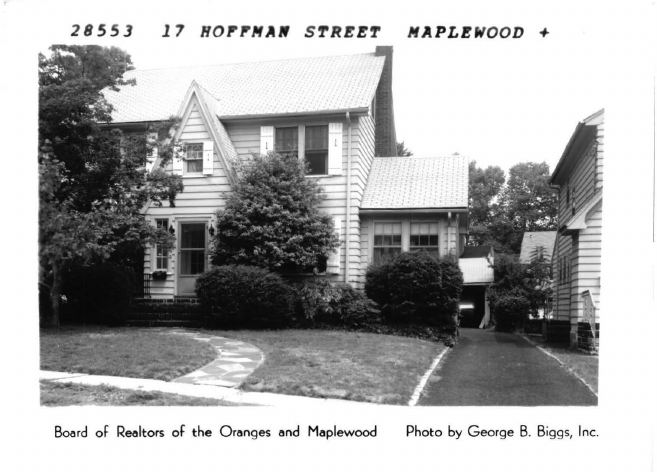 28553 17 HOFFMAN STREET MAPLEWOOD +
Board of Realtors of the Oranges and Maplewood Photo by George B. Biggs, Inc.